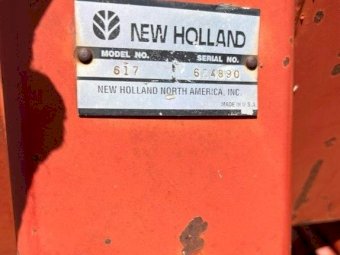 NEW HOLLAND
MODEL NO. SERIAL NO.
617
NEW HOLLAND NORTH AMERICA, INC.
MADE IN U.S.A.